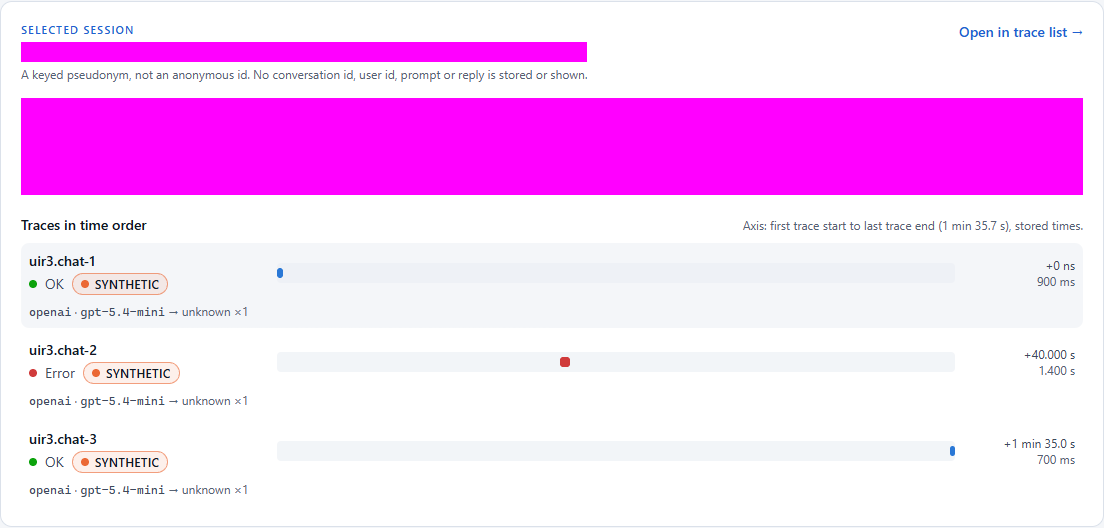 SELECTED SESSION
Open in trace list →
A keyed pseudonym, not an anonymous id. No conversation id, user id, prompt or reply is stored or shown.
Traces in time order
Axis: first trace start to last trace end (1 min 35.7 s), stored times.
uir3.chat-1
OK SYNTHETIC
openai · gpt-5.4-mini → unknown ×1
+0 ns
900 ms
uir3.chat-2
Error SYNTHETIC
openai · gpt-5.4-mini → unknown ×1
+40.000 s
1.400 s
uir3.chat-3
OK SYNTHETIC
openai · gpt-5.4-mini → unknown ×1
+1 min 35.0 s
700 ms